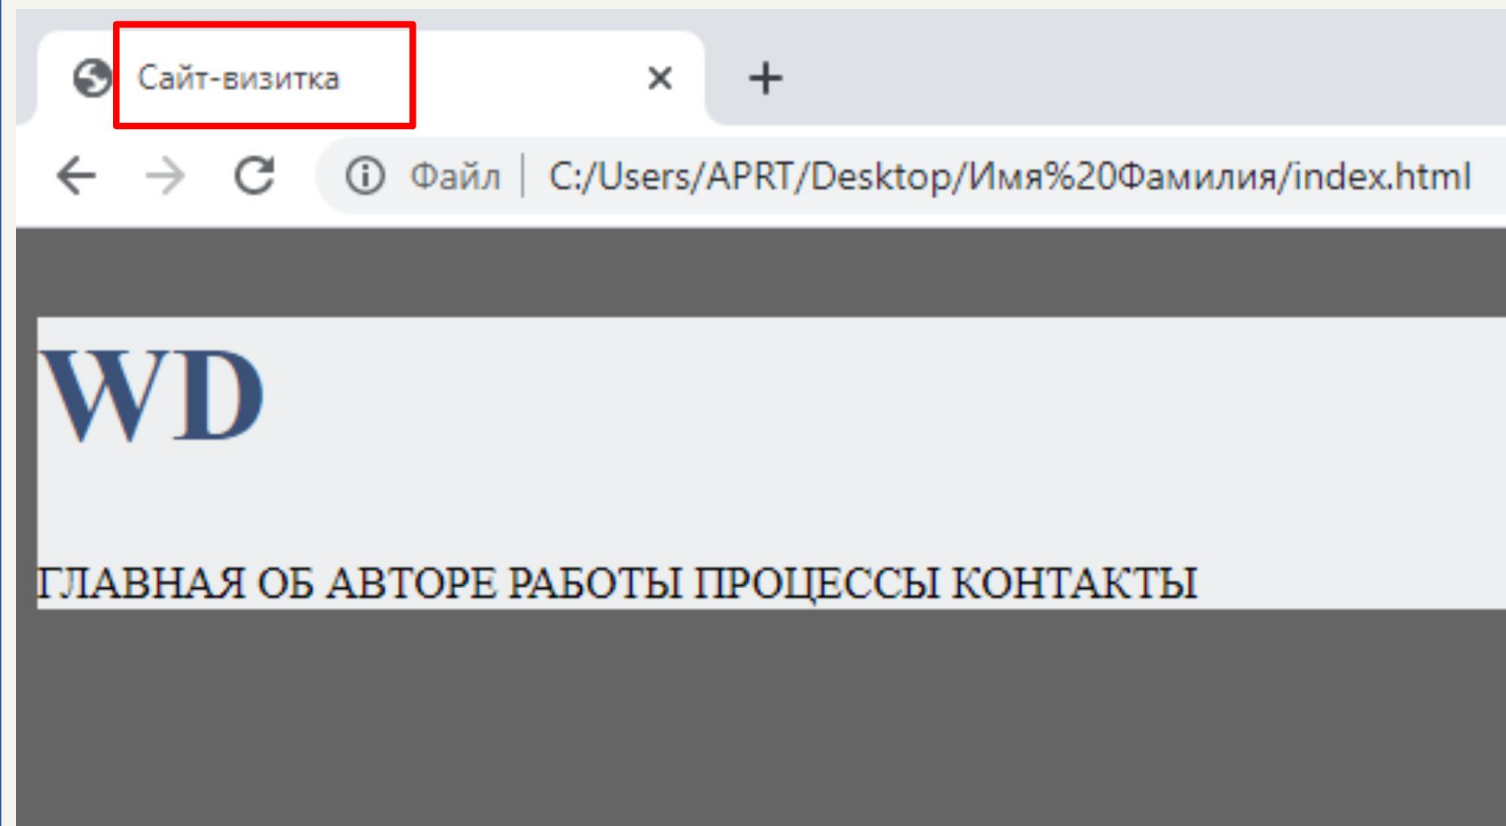 Сайт-визитка
Файл | C:/Users/APRT/Desktop/Имя%20Фамилия/index.html
WD
ГЛАВНАЯ ОБ АВТОРЕ РАБОТЫ ПРОЦЕССЫ КОНТАКТЫ